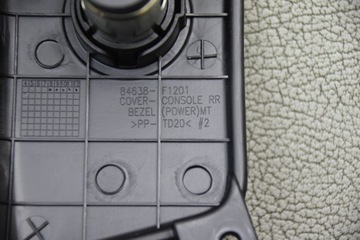 84638- F1201
COVER- CONSOLE RR
BEZEL (POWER)MT
>PP- TD20< #2